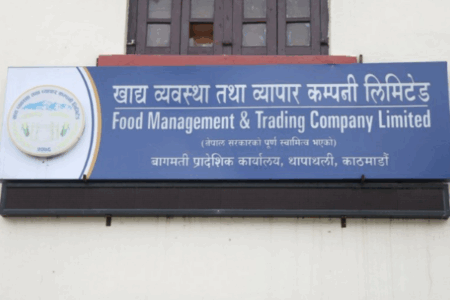 खाद्य व्यवस्था तथा व्यापार कम्पनी लिमिटेड
Food Management & Trading Company Limited
(नेपाल सरकारको पूर्ण स्वामित्व भएको)
बागमती प्रादेशिक कार्यालय, थापाथली, काठमाडौं